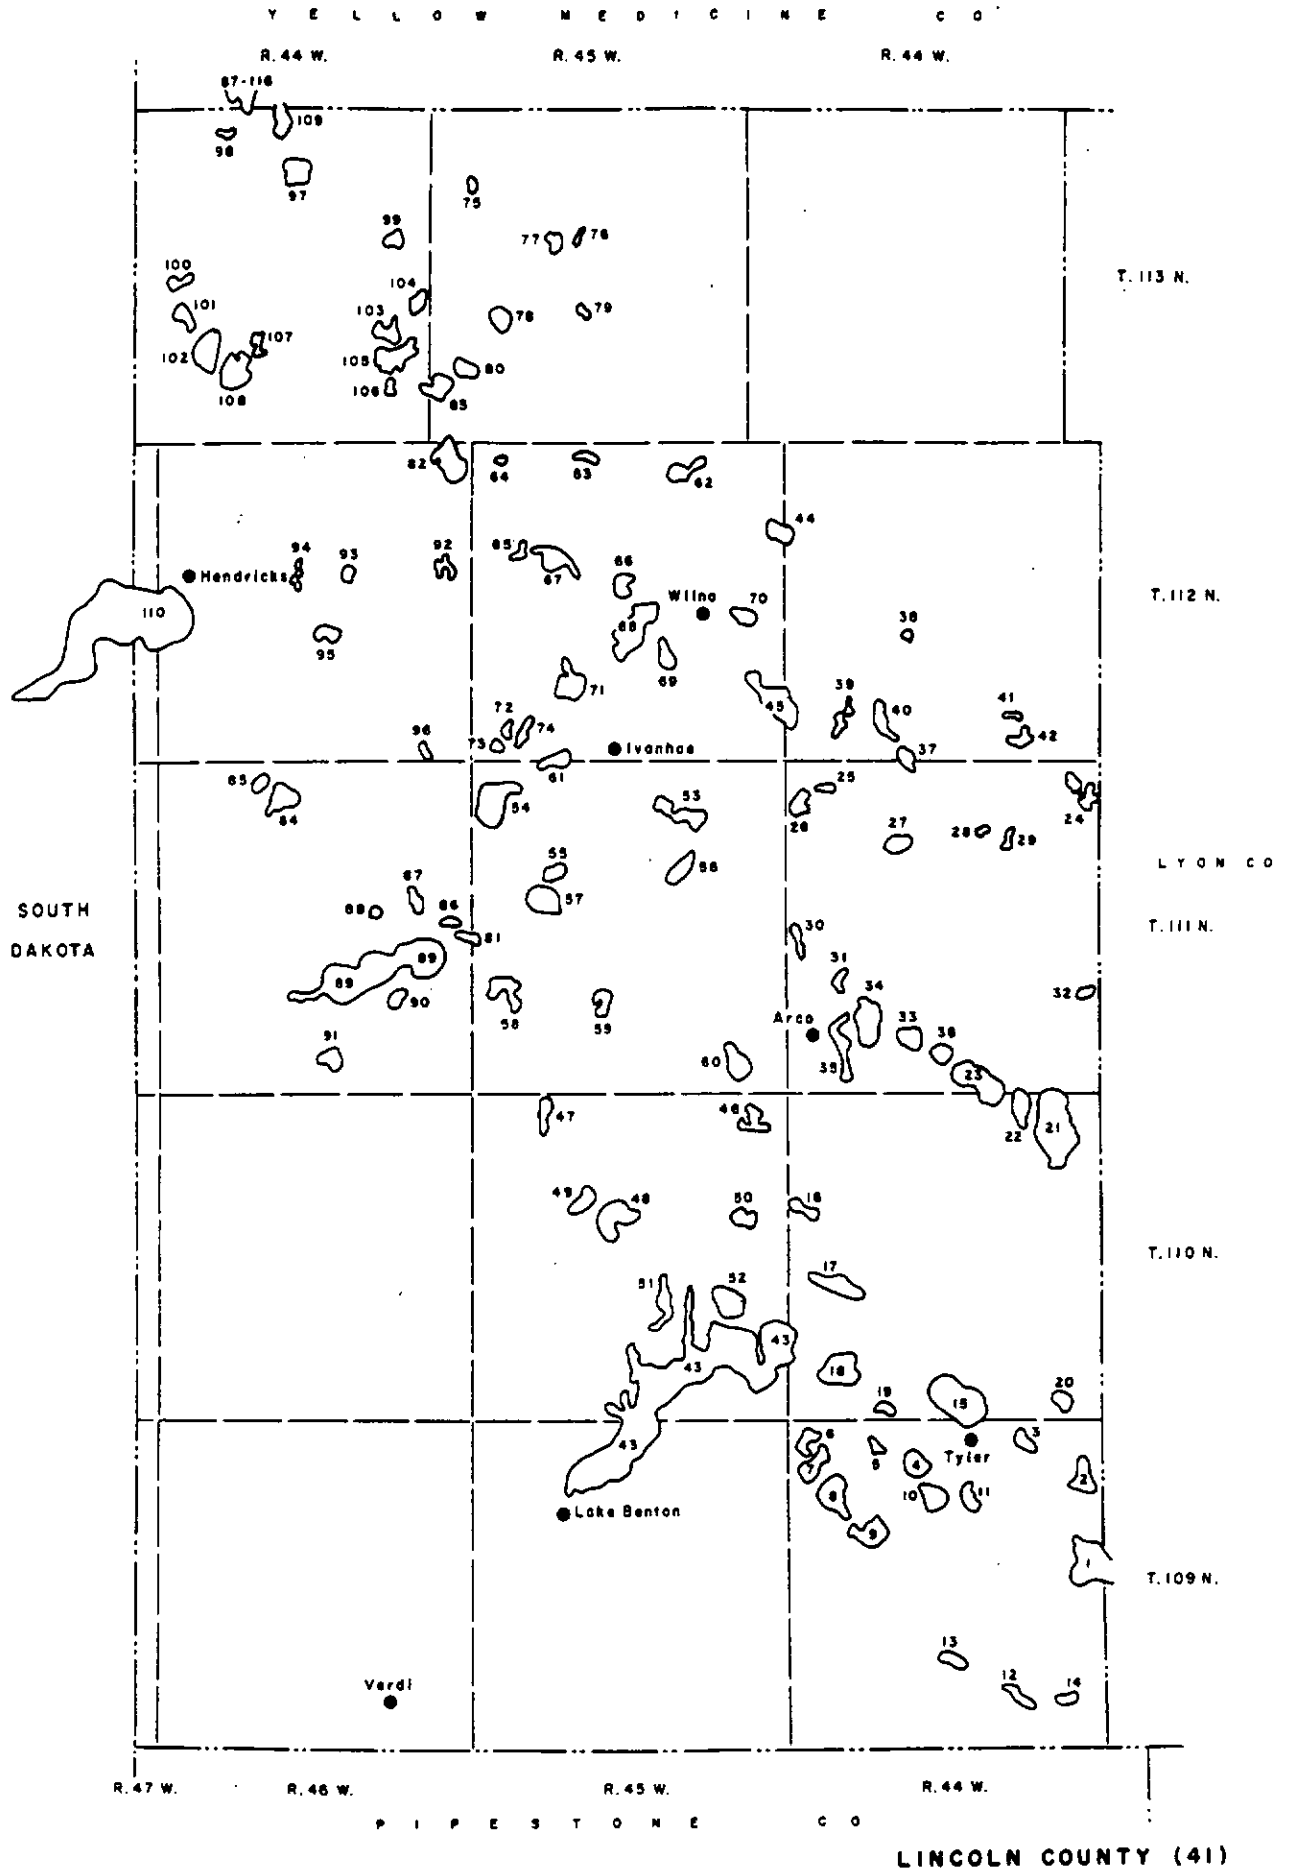 YELLOW MEDICINE CO
R. 44 W. R. 45 W. R. 44 W.
87-116
109
98
97
75
99
77 76
100
104
T. 113 N.
101
103
78 79
107
102
105
80
106
108
85
82 64 63 62
44
94 93 92 65
67
66
Hendricks
Wilno
T. 112 N.
110
70
38
68
95
69
71
45 39 40 41
72 74
96 73
42
Ivanhoe
37
61
65 25
84 54 53 26 24
27 28 29
55 56
LYON CO
87
57
88 86
SOUTH
DAKOTA
30 T. 111 N.
81
89
89
31
34 32
90
58 59
Arco 33 36
91
60 35
23
47 46
22 21
49 48 50 16
T. 110 N.
17
51 52
43
43 18
20
19 15
43 6 3
5
Tyler
7 4 2
8 10 11
Lake Benton
9
1
T. 109 N.
13
12 14
Verdi
R. 47 W. R. 46 W. R. 45 W. R. 44 W.
PIPESTONE CO
LINCOLN COUNTY (41)